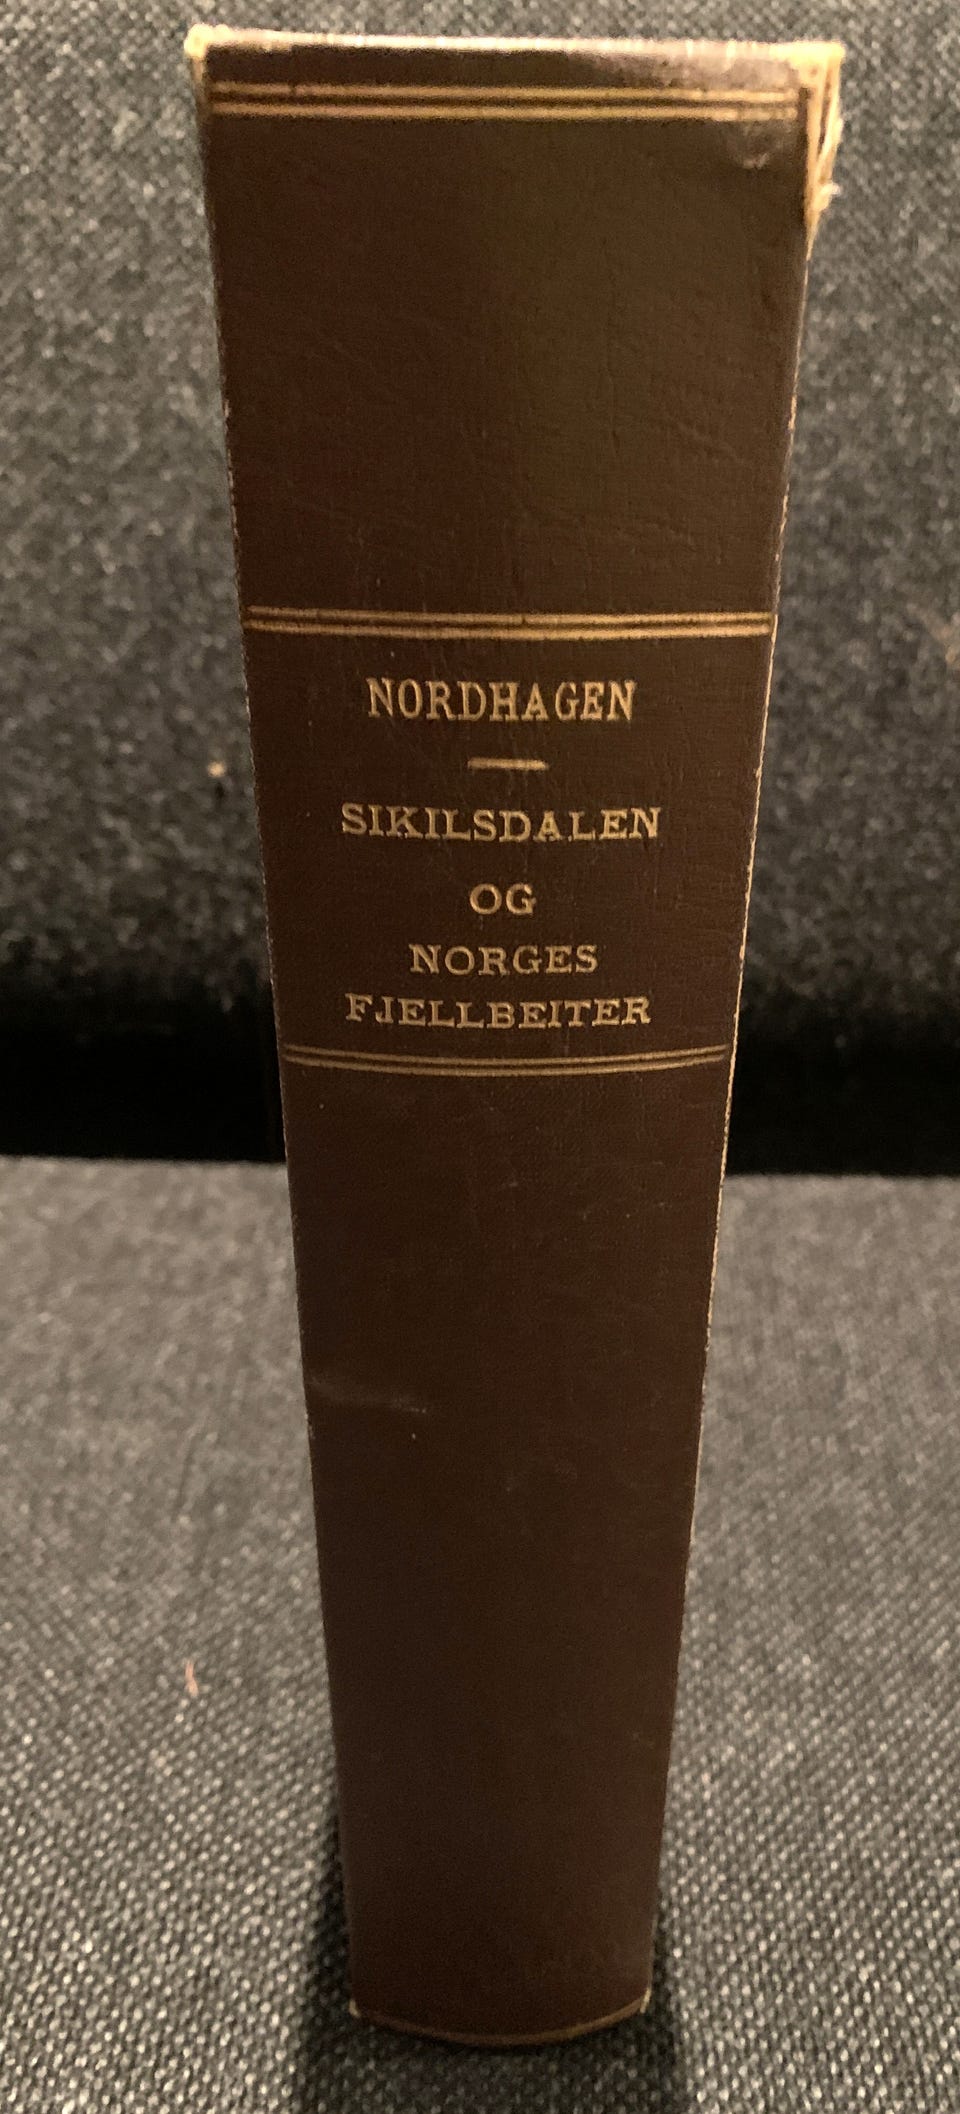 NORDHAGEN
SIKILSDALEN
OG
NORGES
FJELLBEITER